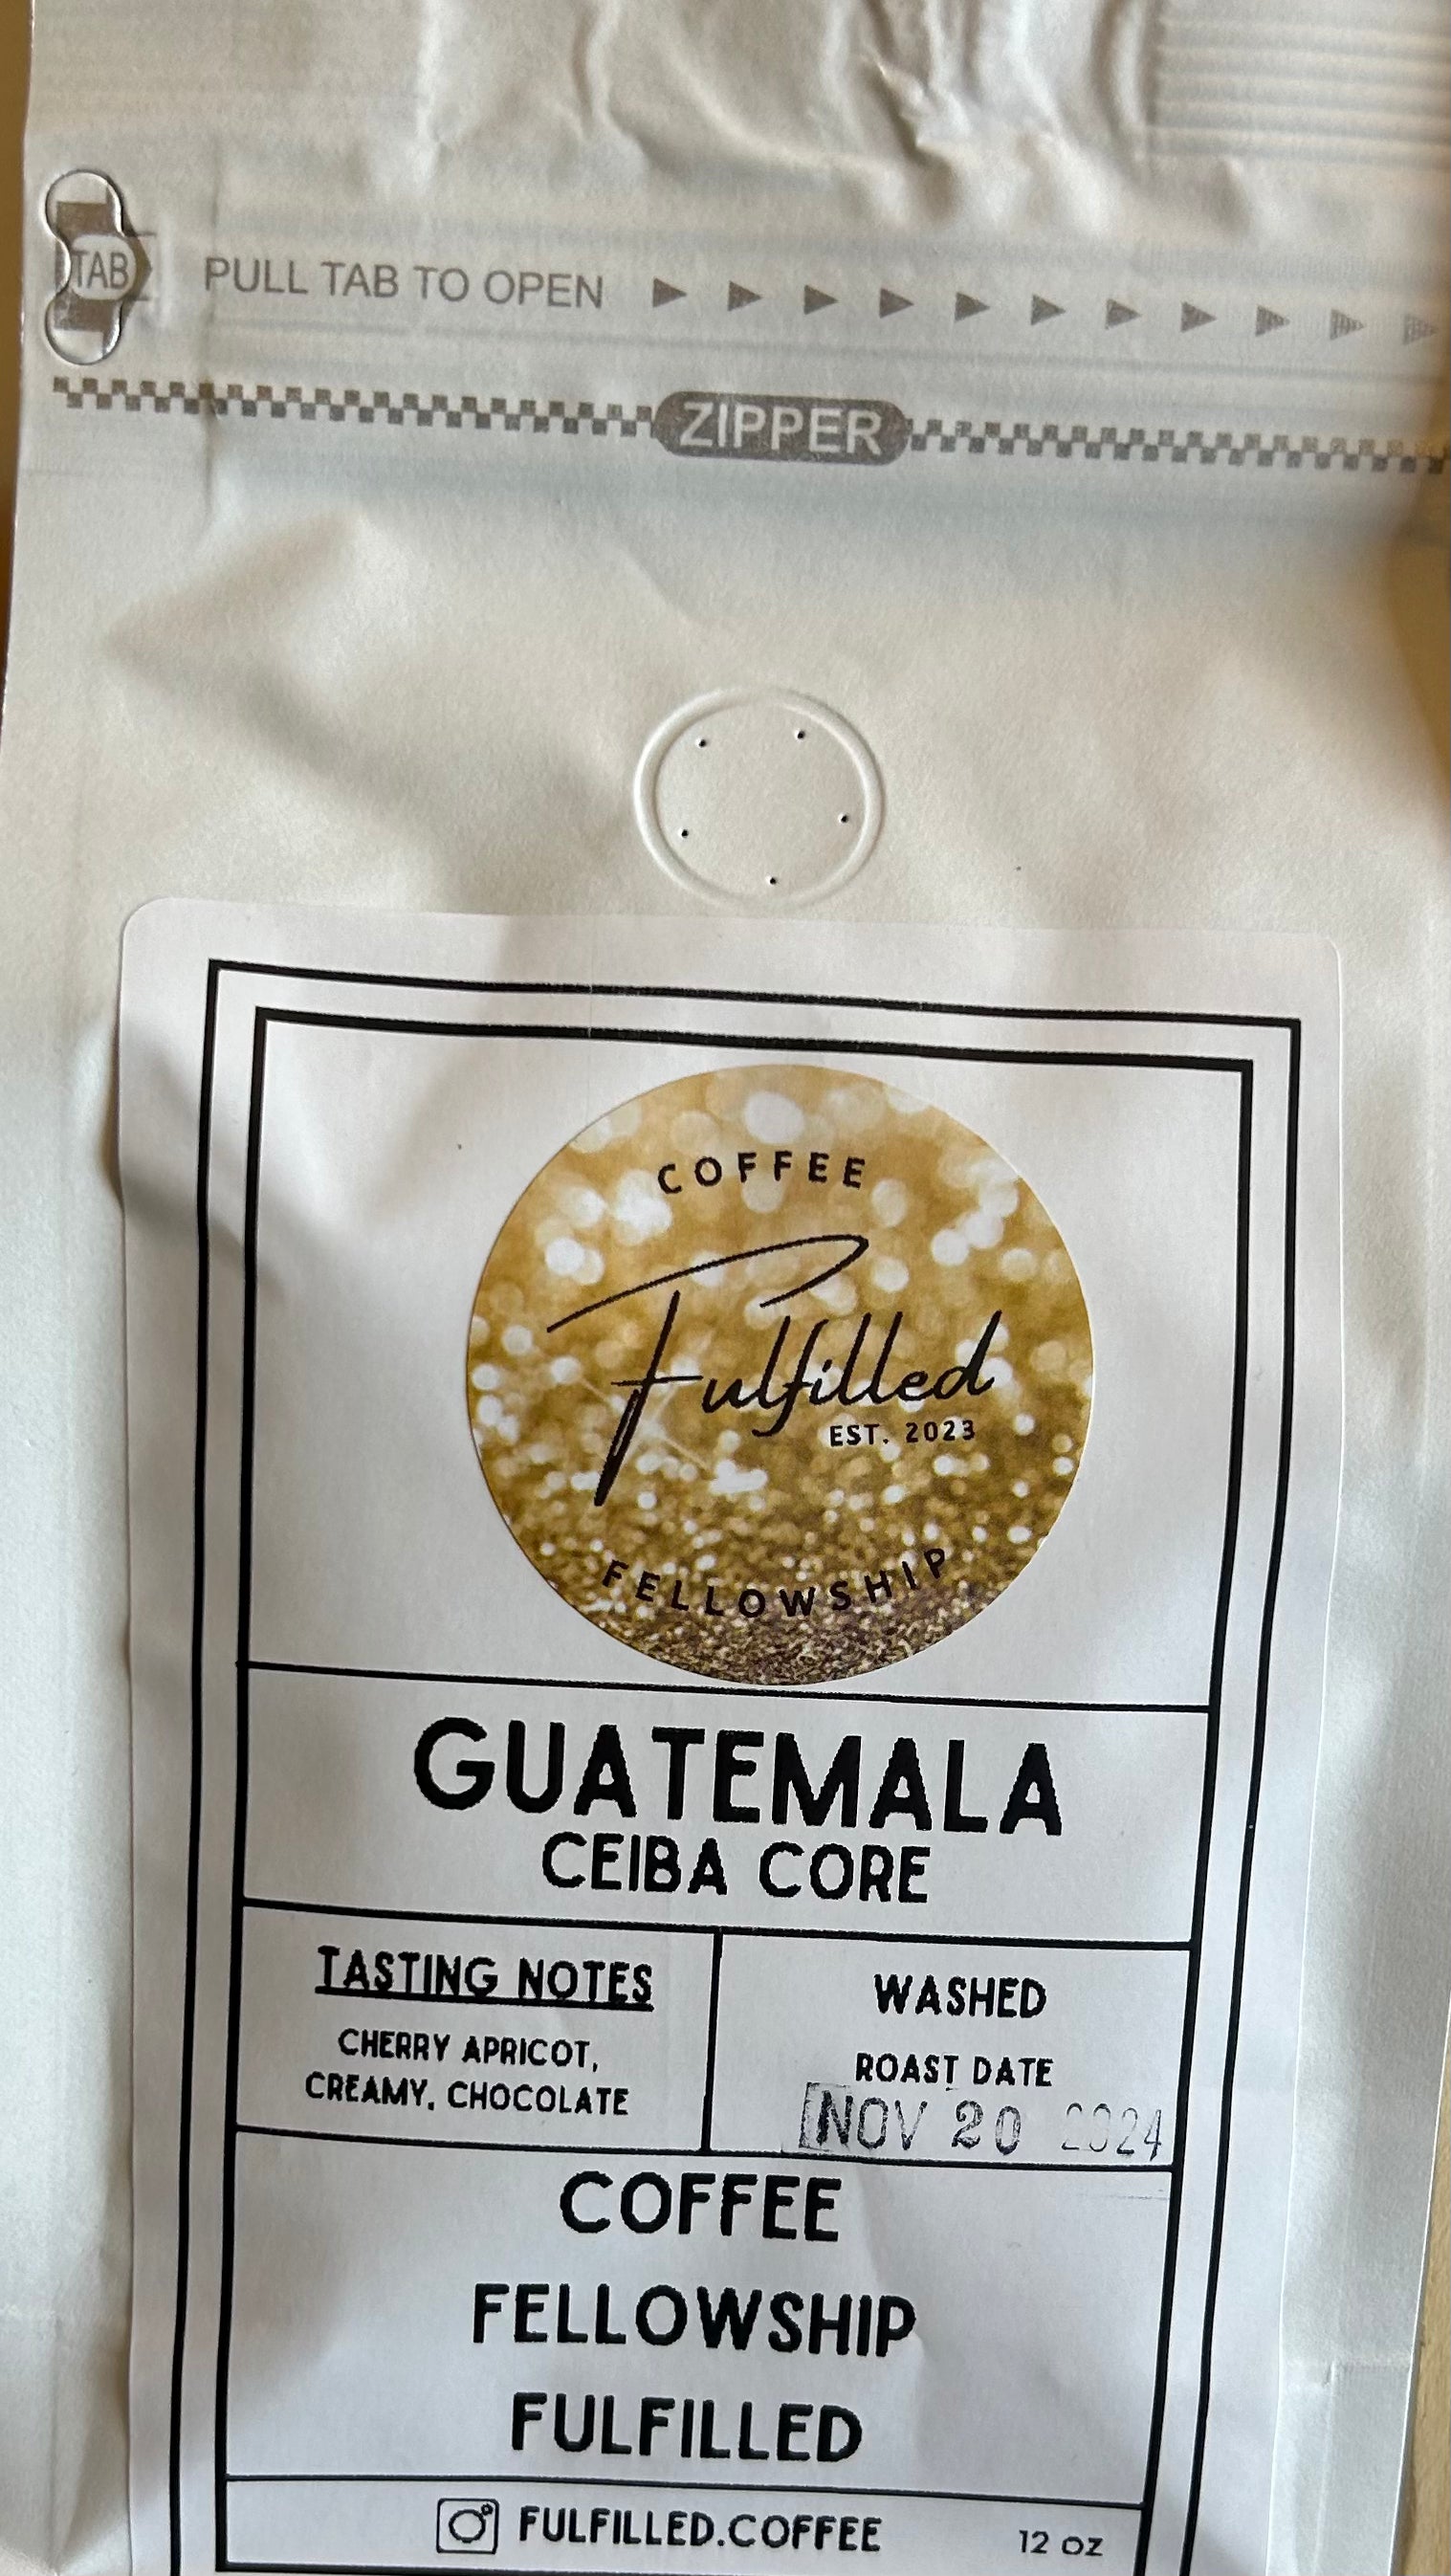 TAB
PULL TAB TO OPEN
ZIPPER
COFFEE
Fulfilled
EST. 2023
FELLOWSHIP
GUATEMALA
CEIBA CORE
TASTING NOTES
CHERRY APRICOT,
CREAMY, CHOCOLATE
WASHED
ROAST DATE
NOV 20 2024
COFFEE
FELLOWSHIP
FULFILLED
FULFILLED.COFFEE
12 OZ